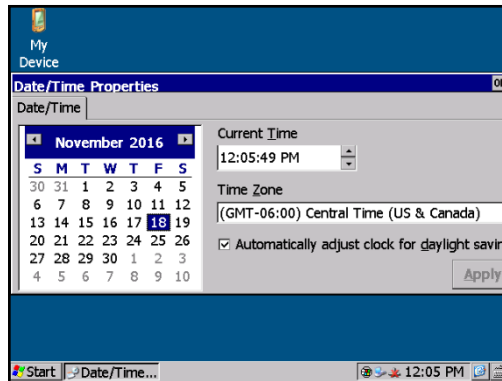 My
Device
Date/Time Properties
Date/Time
November 2016
S M T W T F S
30 31 1 2 3 4 5
6 7 8 9 10 11 12
13 14 15 16 17 18 19
20 21 22 23 24 25 26
27 28 29 30 1 2 3
4 5 6 7 8 9 10
Current Time
12:05:49 PM
Time Zone
(GMT-06:00) Central Time (US & Canada)
Automatically adjust clock for daylight savin
Apply
Start
Date/Time...
12:05 PM